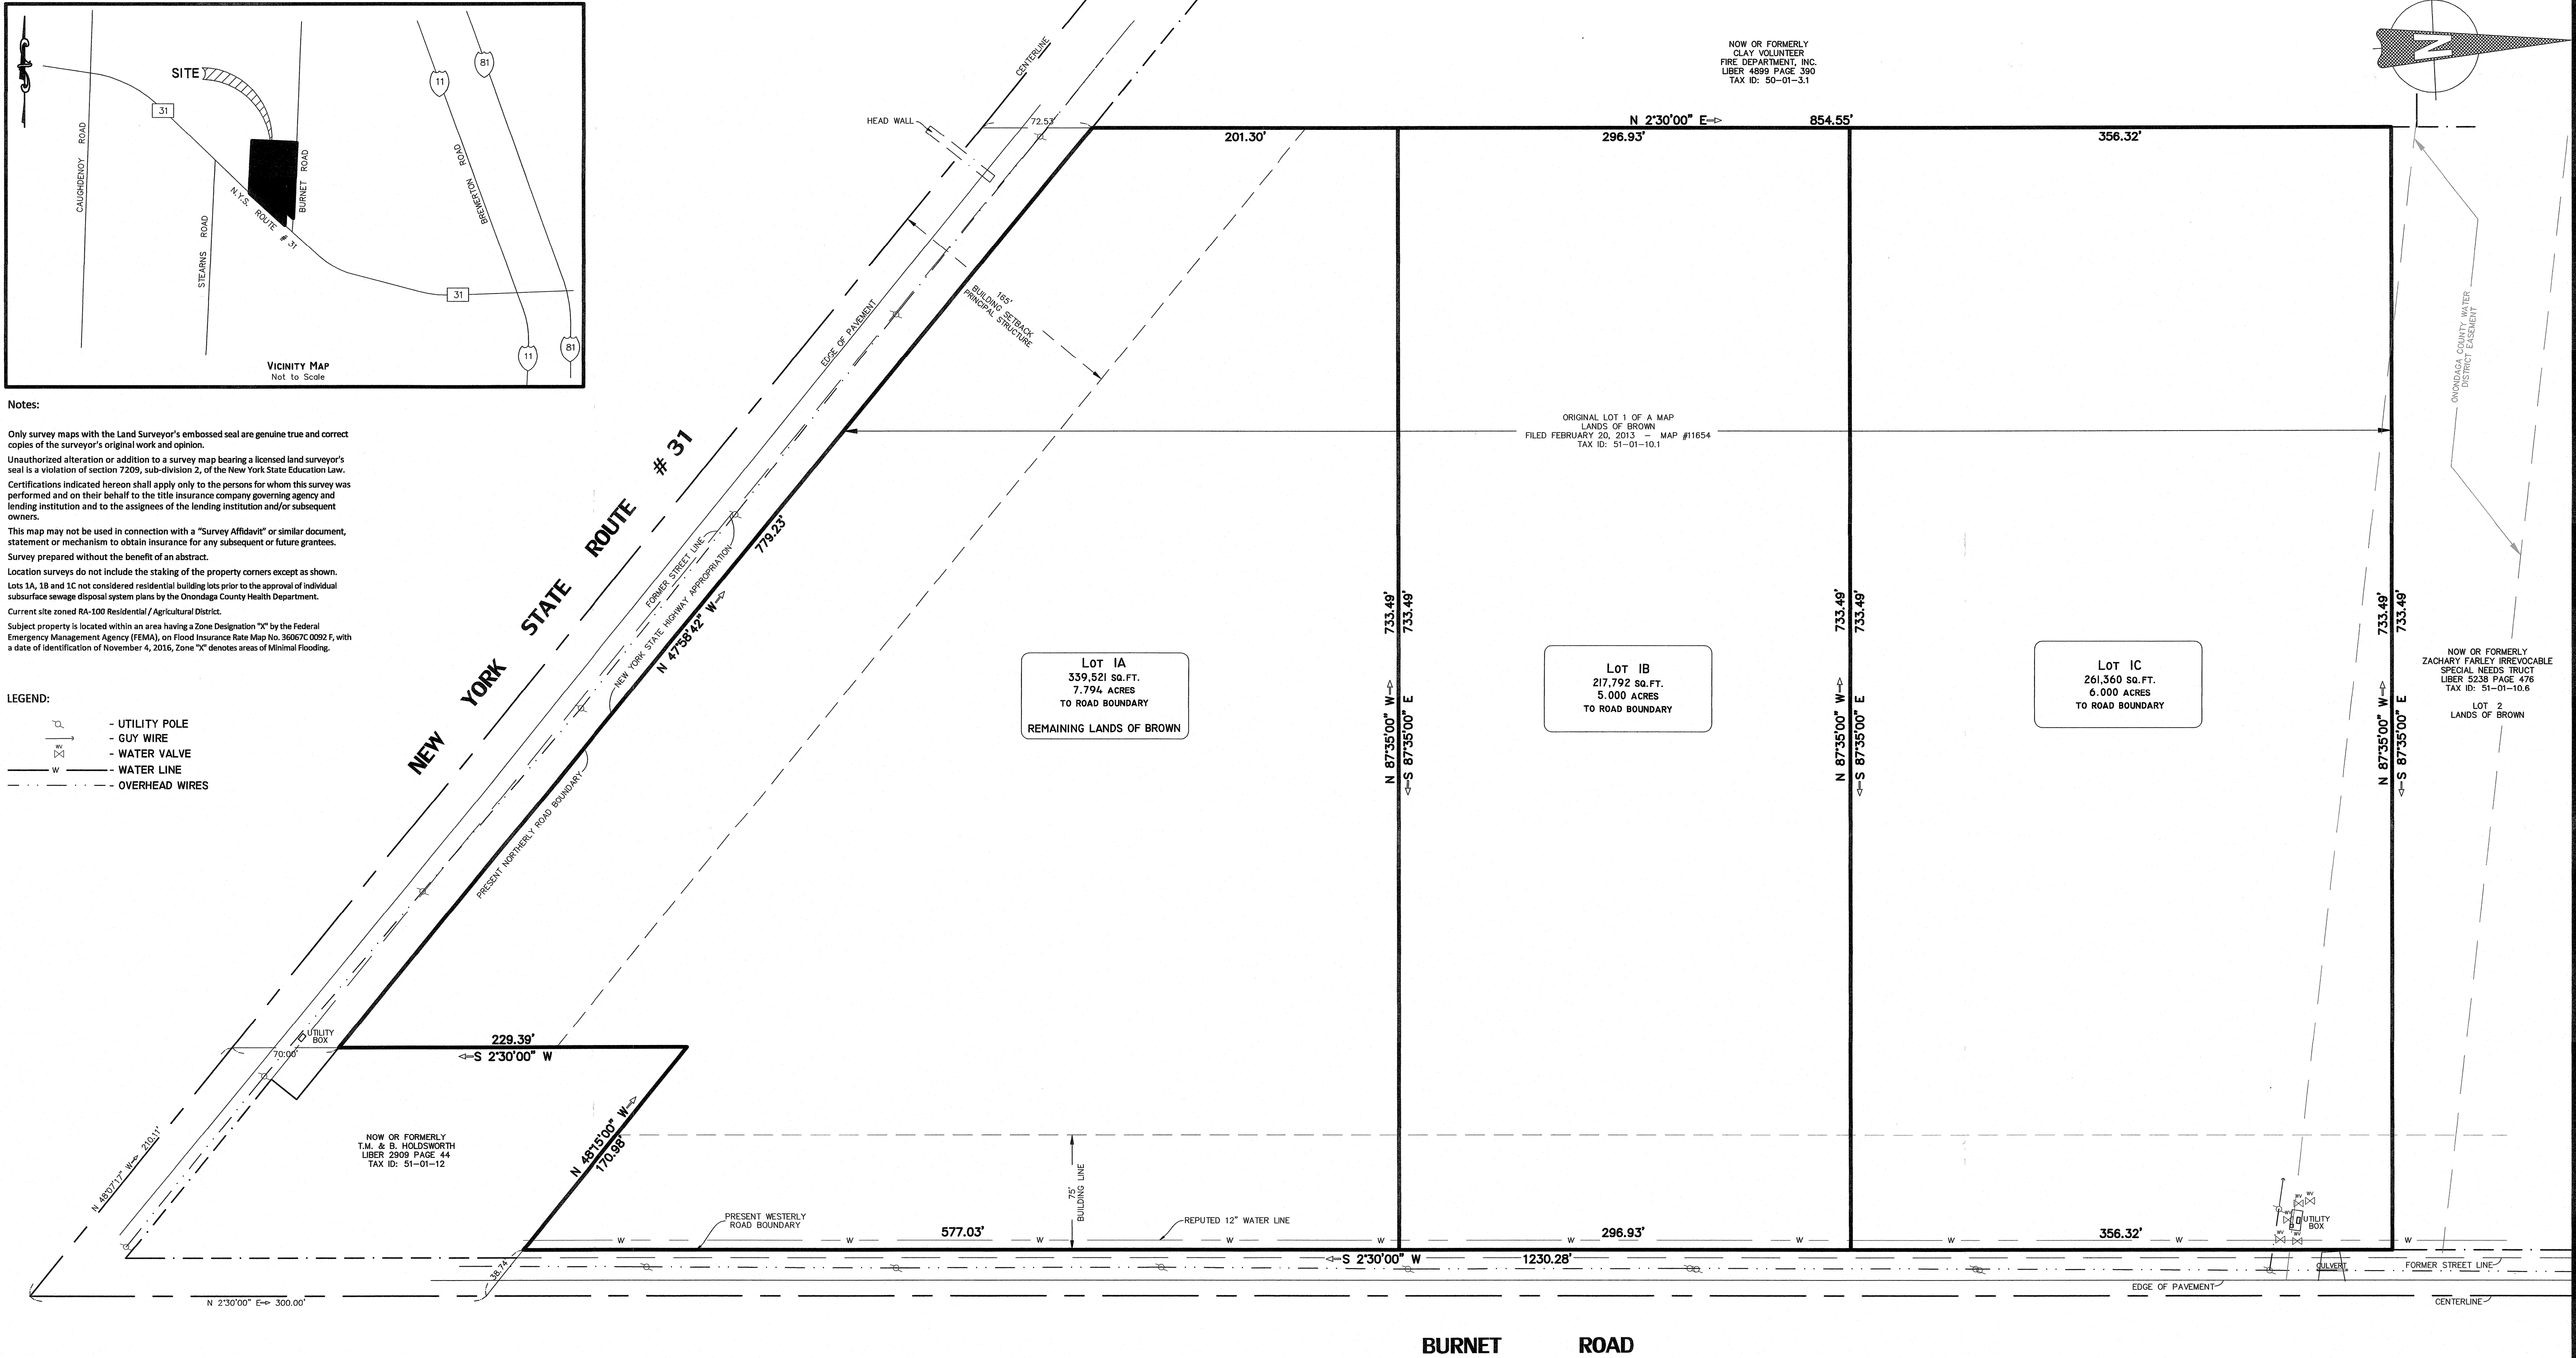 SITE
31
11
81
CAUGHDENOY ROAD
BURNET ROAD
BREWERTON ROAD
STEARNS ROAD
N.Y.S. ROUTE # 31
31
11
81
VICINITY MAP
Not to Scale
Notes:
Only survey maps with the Land Surveyor's embossed seal are genuine true and correct
copies of the surveyor's original work and opinion.
Unauthorized alteration or addition to a survey map bearing a licensed land surveyor's
seal is a violation of section 7209, sub-division 2, of the New York State Education Law.
Certifications indicated hereon shall apply only to the persons for whom this survey was
performed and on their behalf to the title insurance company governing agency and
lending institution and to the assignees of the lending institution and/or subsequent
owners.
This map may not be used in connection with a "Survey Affidavit" or similar document,
statement or mechanism to obtain insurance for any subsequent or future grantees.
Survey prepared without the benefit of an abstract.
Location surveys do not include the staking of the property corners except as shown.
Lots 1A, 1B and 1C not considered residential building lots prior to the approval of individual
subsurface sewage disposal system plans by the Onondaga County Health Department.
Current site zoned RA-100 Residential / Agricultural District.
Subject property is located within an area having a Zone Designation "X" by the Federal
Emergency Management Agency (FEMA), on Flood Insurance Rate Map No. 36067C 0092 F, with
a date of identification of November 4, 2016, Zone "X" denotes areas of Minimal Flooding.
LEGEND:
- UTILITY POLE
- GUY WIRE
WV - WATER VALVE
W - WATER LINE
- OVERHEAD WIRES
NEW YORK STATE ROUTE # 31
CENTERLINE
HEAD WALL
72.53'
EDGE OF PAVEMENT
FORMER STREET LINE
NEW YORK STATE HIGHWAY APPROPRIATION
779.23'
N 47°58'42" W
PRESENT NORTHERLY ROAD BOUNDARY
165'
BUILDING SETBACK
PRINCIPAL STRUCTURE
NOW OR FORMERLY
CLAY VOLUNTEER
FIRE DEPARTMENT, INC.
LIBER 4899 PAGE 390
TAX ID: 50-01-3.1
N
N 2°30'00" E 854.55'
201.30'
296.93'
356.32'
ORIGINAL LOT 1 OF A MAP
LANDS OF BROWN
FILED FEBRUARY 20, 2013 - MAP #11654
TAX ID: 51-01-10.1
ONONDAGA COUNTY WATER
DISTRICT EASEMENT
LOT 1A
339,521 SQ.FT.
7.794 ACRES
TO ROAD BOUNDARY
REMAINING LANDS OF BROWN
N 87°35'00" W 733.49'
S 87°35'00" E 733.49'
LOT 1B
217,792 SQ.FT.
5.000 ACRES
TO ROAD BOUNDARY
N 87°35'00" W 733.49'
S 87°35'00" E 733.49'
LOT 1C
261,360 SQ.FT.
6.000 ACRES
TO ROAD BOUNDARY
N 87°35'00" W 733.49'
S 87°35'00" E 733.49'
NOW OR FORMERLY
ZACHARY FARLEY IRREVOCABLE
SPECIAL NEEDS TRUCT
LIBER 5238 PAGE 476
TAX ID: 51-01-10.6
LOT 2
LANDS OF BROWN
UTILITY
BOX
70.00'
229.39'
S 2°30'00" W
NOW OR FORMERLY
T.M. & B. HOLDSWORTH
LIBER 2909 PAGE 44
TAX ID: 51-01-12
N 48°15'00" W
170.98'
N 48°07'17" W 210.11'
75'
BUILDING LINE
PRESENT WESTERLY
ROAD BOUNDARY
577.03'
REPUTED 12" WATER LINE
296.93'
356.32'
W W W W W W W W W W
WV WV WV WV WV
UTILITY
BOX
38.74'
S 2°30'00" W 1230.28'
CULVERT
FORMER STREET LINE
EDGE OF PAVEMENT
N 2°30'00" E 300.00'
CENTERLINE
BURNET ROAD